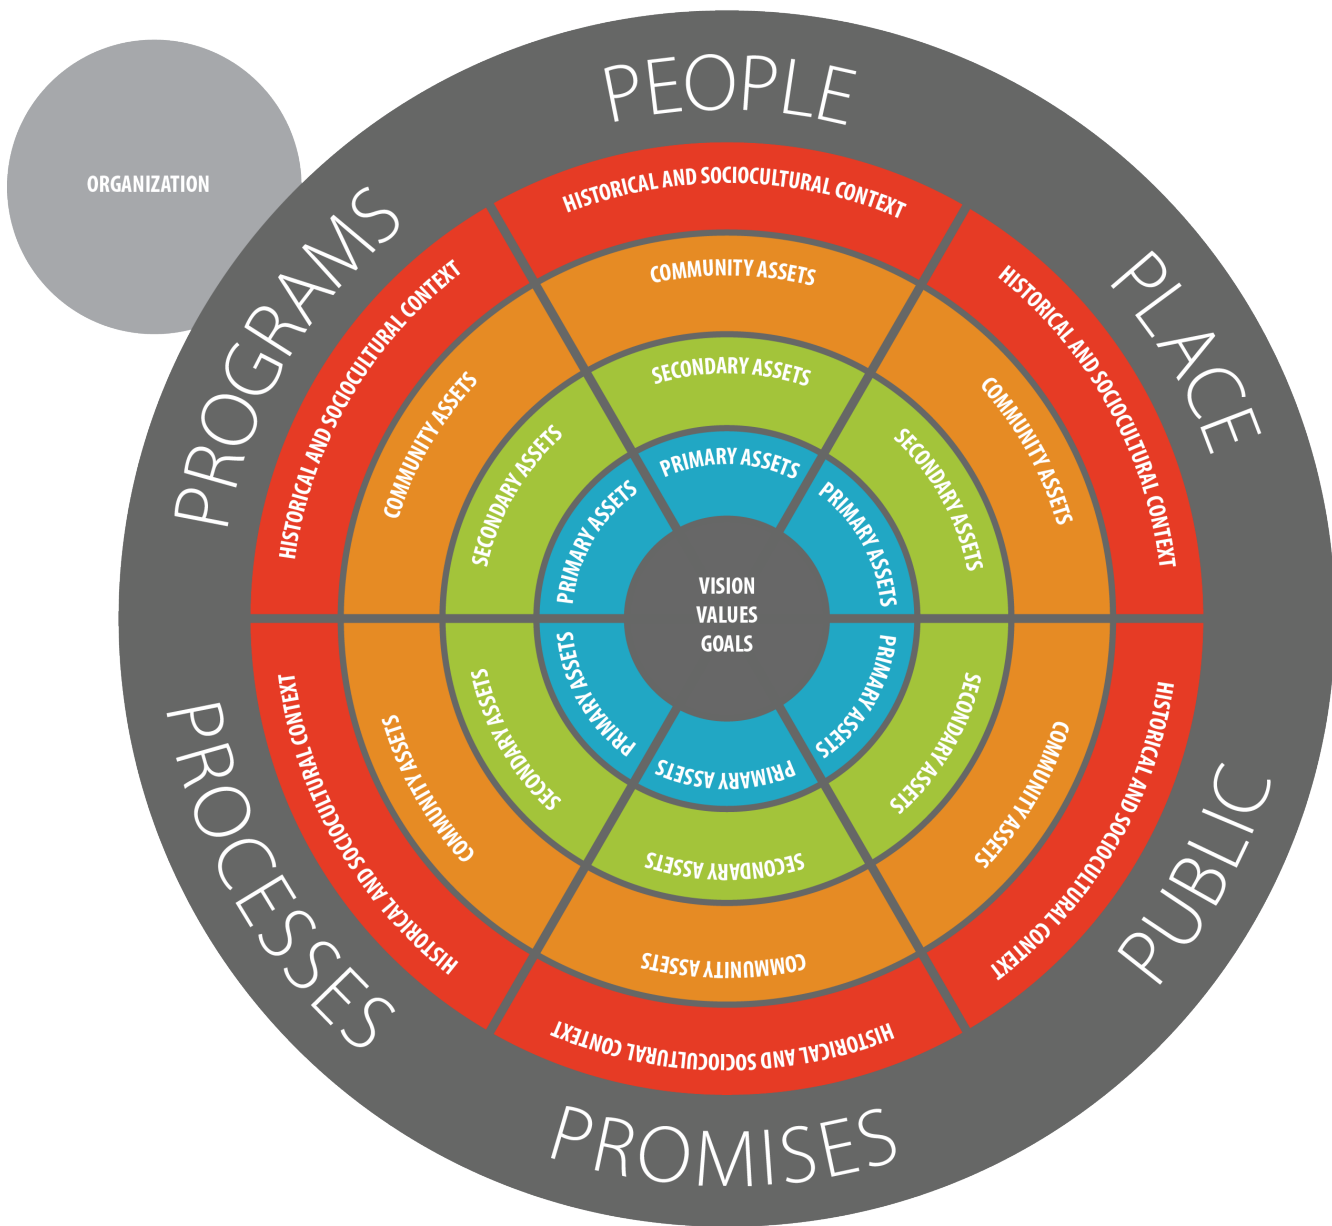 ORGANIZATION
PEOPLE
PLACE
PUBLIC
PROMISES
PROCESSES
PROGRAMS
HISTORICAL AND SOCIOCULTURAL CONTEXT
COMMUNITY ASSETS
SECONDARY ASSETS
PRIMARY ASSETS
HISTORICAL AND SOCIOCULTURAL CONTEXT
COMMUNITY ASSETS
SECONDARY ASSETS
PRIMARY ASSETS
HISTORICAL AND SOCIOCULTURAL CONTEXT
COMMUNITY ASSETS
SECONDARY ASSETS
PRIMARY ASSETS
HISTORICAL AND SOCIOCULTURAL CONTEXT
COMMUNITY ASSETS
SECONDARY ASSETS
PRIMARY ASSETS
HISTORICAL AND SOCIOCULTURAL CONTEXT
COMMUNITY ASSETS
SECONDARY ASSETS
PRIMARY ASSETS
HISTORICAL AND SOCIOCULTURAL CONTEXT
COMMUNITY ASSETS
SECONDARY ASSETS
PRIMARY ASSETS
VISION
VALUES
GOALS